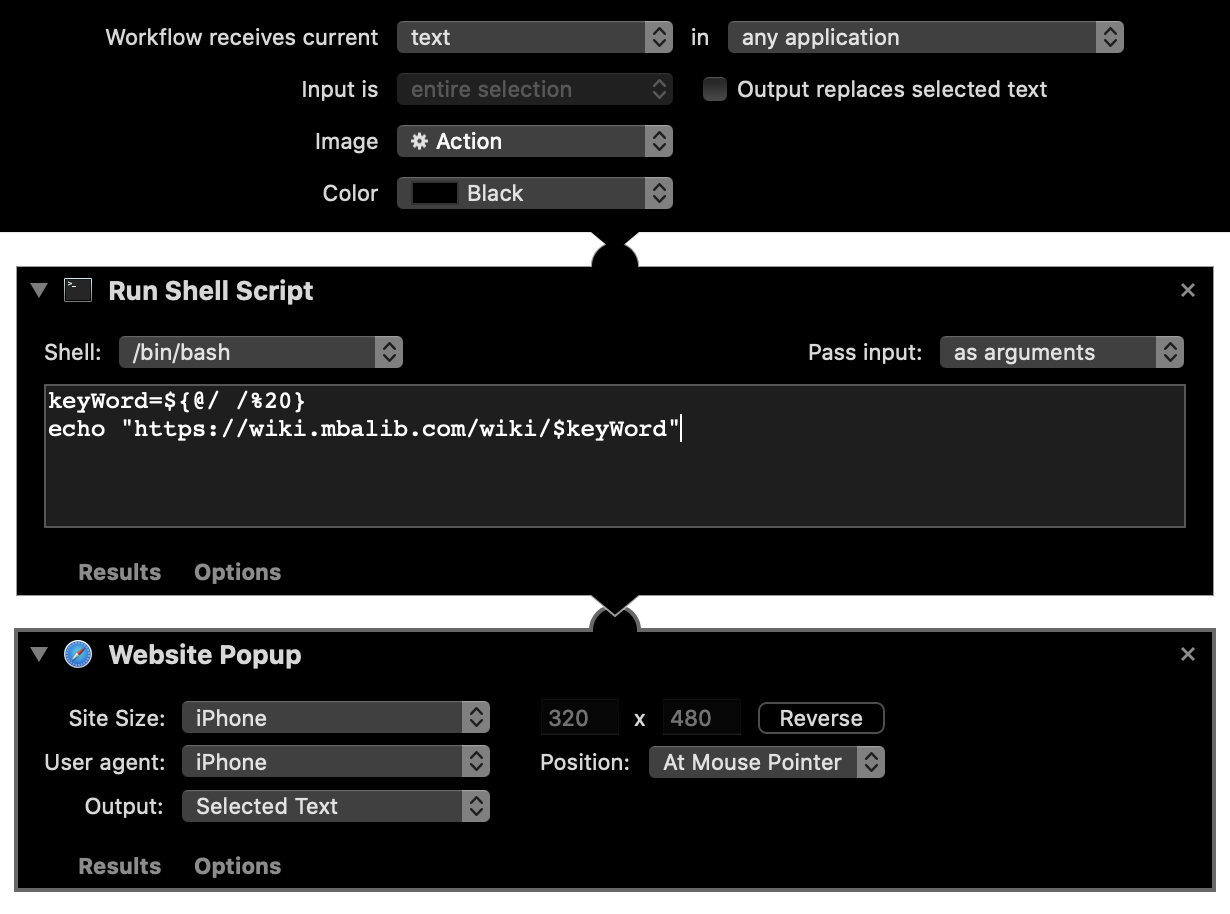 Workflow receives current text in any application
Input is entire selection Output replaces selected text
Image Action
Color Black
Run Shell Script
Shell: /bin/bash Pass input: as arguments
keyWord=${@/ /%20}
echo "https://wiki.mbalib.com/wiki/$keyWord"
Results Options
Website Popup
Site Size: iPhone 320 x 480 Reverse
User agent: iPhone Position: At Mouse Pointer
Output: Selected Text
Results Options